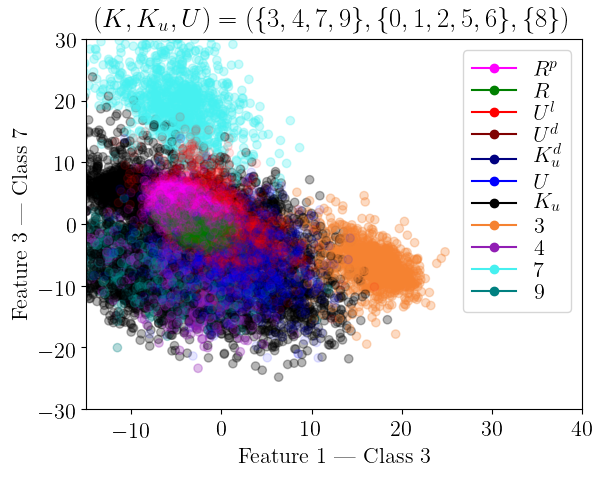 (K, K_u, U) = ({3, 4, 7, 9}, {0, 1, 2, 5, 6}, {8})
30
20
10
0
−10
−20
−30
Feature 3 — Class 7
−10
0
10
20
30
40
Feature 1 — Class 3
R^p
R
U^l
U^d
K_u^d
U
K_u
3
4
7
9